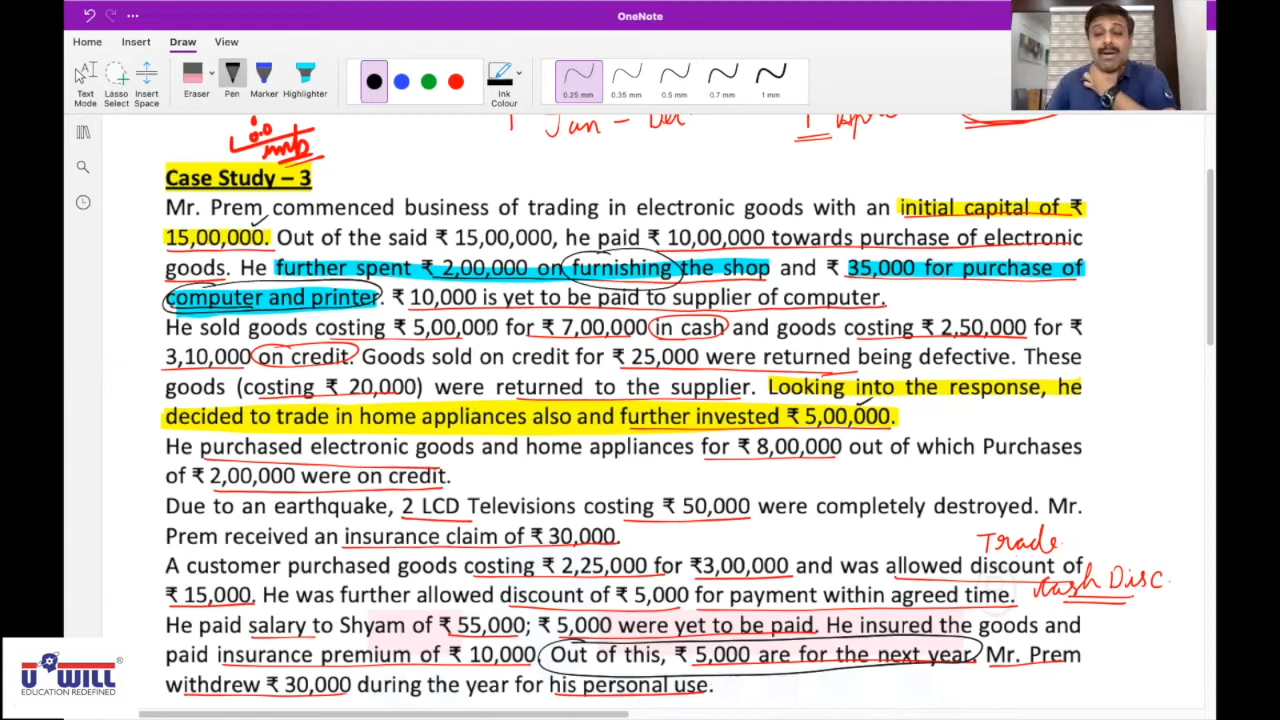 OneNote
Home Insert Draw View
Text Mode
Lasso Select
Insert Space
Eraser
Pen
Marker
Highlighter
Ink Colour
0.25 mm
0.35 mm
0.5 mm
0.7 mm
1 mm
1 Jan -
Case Study – 3
Mr. Prem commenced business of trading in electronic goods with an initial capital of ₹
15,00,000. Out of the said ₹ 15,00,000, he paid ₹ 10,00,000 towards purchase of electronic
goods. He further spent ₹ 2,00,000 on furnishing the shop and ₹ 35,000 for purchase of
computer and printer. ₹ 10,000 is yet to be paid to supplier of computer.
He sold goods costing ₹ 5,00,000 for ₹ 7,00,000 in cash and goods costing ₹ 2,50,000 for ₹
3,10,000 on credit. Goods sold on credit for ₹ 25,000 were returned being defective. These
goods (costing ₹ 20,000) were returned to the supplier. Looking into the response, he
decided to trade in home appliances also and further invested ₹ 5,00,000.
He purchased electronic goods and home appliances for ₹ 8,00,000 out of which Purchases
of ₹ 2,00,000 were on credit.
Due to an earthquake, 2 LCD Televisions costing ₹ 50,000 were completely destroyed. Mr.
Prem received an insurance claim of ₹ 30,000.
Trade
A customer purchased goods costing ₹ 2,25,000 for ₹3,00,000 and was allowed discount of
₹ 15,000. He was further allowed discount of ₹ 5,000 for payment within agreed time.
Cash Disc
He paid salary to Shyam of ₹ 55,000; ₹ 5,000 were yet to be paid. He insured the goods and
paid insurance premium of ₹ 10,000 Out of this, ₹ 5,000 are for the next year. Mr. Prem
withdrew ₹ 30,000 during the year for his personal use.
U WILL
EDUCATION REDEFINED